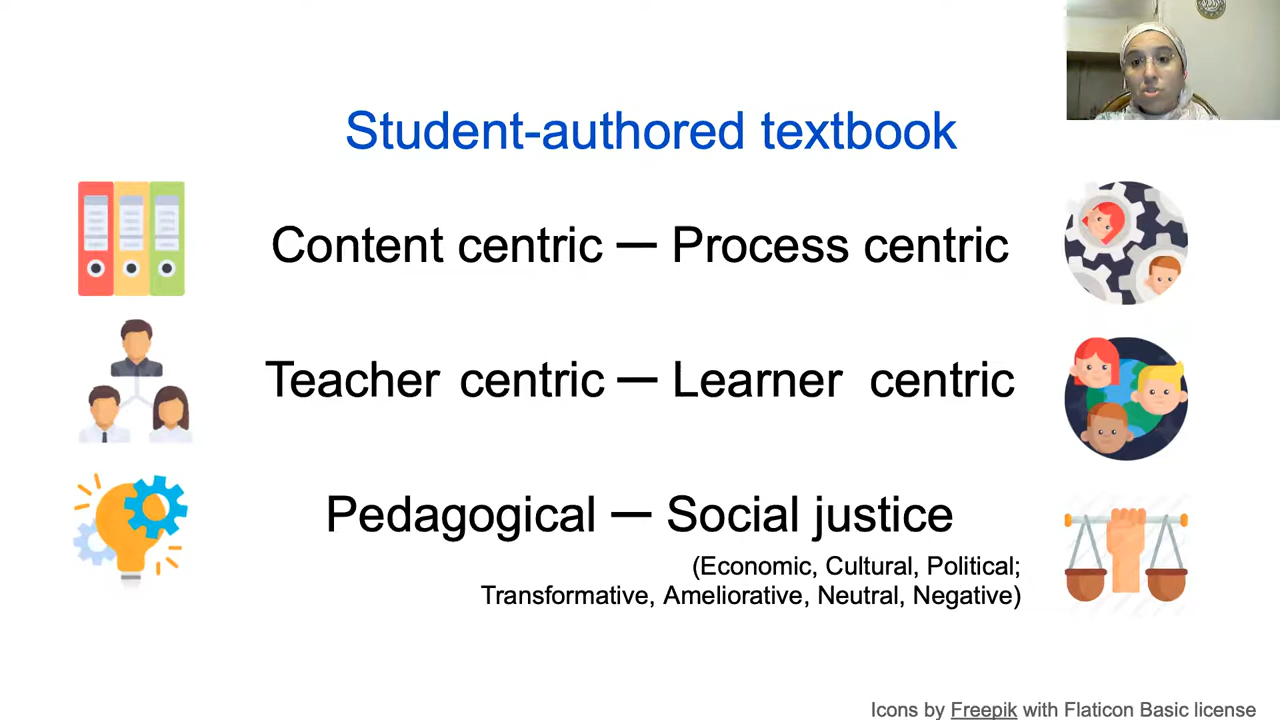 Student-authored textbook
Content centric — Process centric
Teacher centric — Learner centric
Pedagogical — Social justice
(Economic, Cultural, Political;
Transformative, Ameliorative, Neutral, Negative)
Icons by Freepik with Flaticon Basic license